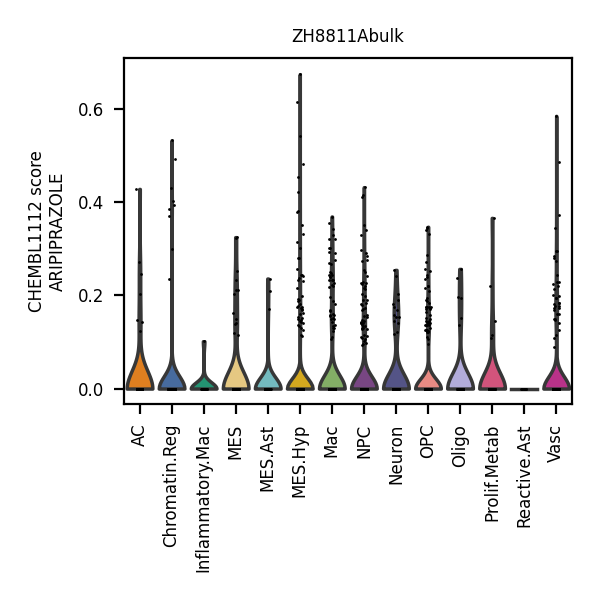 ZH8811Abulk
CHEMBL1112 score
ARIPIPRAZOLE
0.6
0.4
0.2
0.0
AC
Chromatin.Reg
Inflammatory.Mac
MES
MES.Ast
MES.Hyp
Mac
NPC
Neuron
OPC
Oligo
Prolif.Metab
Reactive.Ast
Vasc